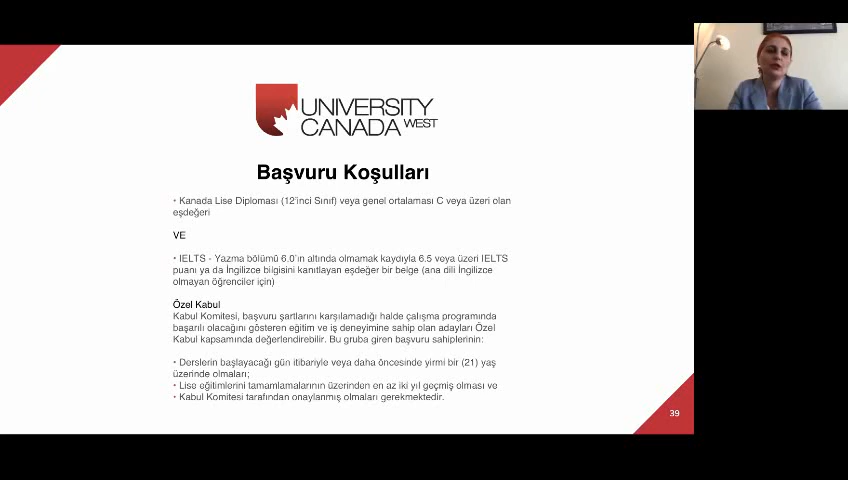 UNIVERSITY
CANADA WEST
Başvuru Koşulları
• Kanada Lise Diploması (12'inci Sınıf) veya genel ortalaması C veya üzeri olan
eşdeğeri
VE
• IELTS - Yazma bölümü 6.0'ın altında olmamak kaydıyla 6.5 veya üzeri IELTS
puanı ya da İngilizce bilgisini kanıtlayan eşdeğer bir belge (ana dili İngilizce
olmayan öğrenciler için)
Özel Kabul
Kabul Komitesi, başvuru şartlarını karşılamadığı halde çalışma programında
başarılı olacağını gösteren eğitim ve iş deneyimine sahip olan adayları Özel
Kabul kapsamında değerlendirebilir. Bu gruba giren başvuru sahiplerinin:
• Derslerin başlayacağı gün itibariyle veya daha öncesinde yirmi bir (21) yaş
üzerinde olmaları;
• Lise eğitimlerini tamamlamalarının üzerinden en az iki yıl geçmiş olması ve
• Kabul Komitesi tarafından onaylanmış olmaları gerekmektedir.
39